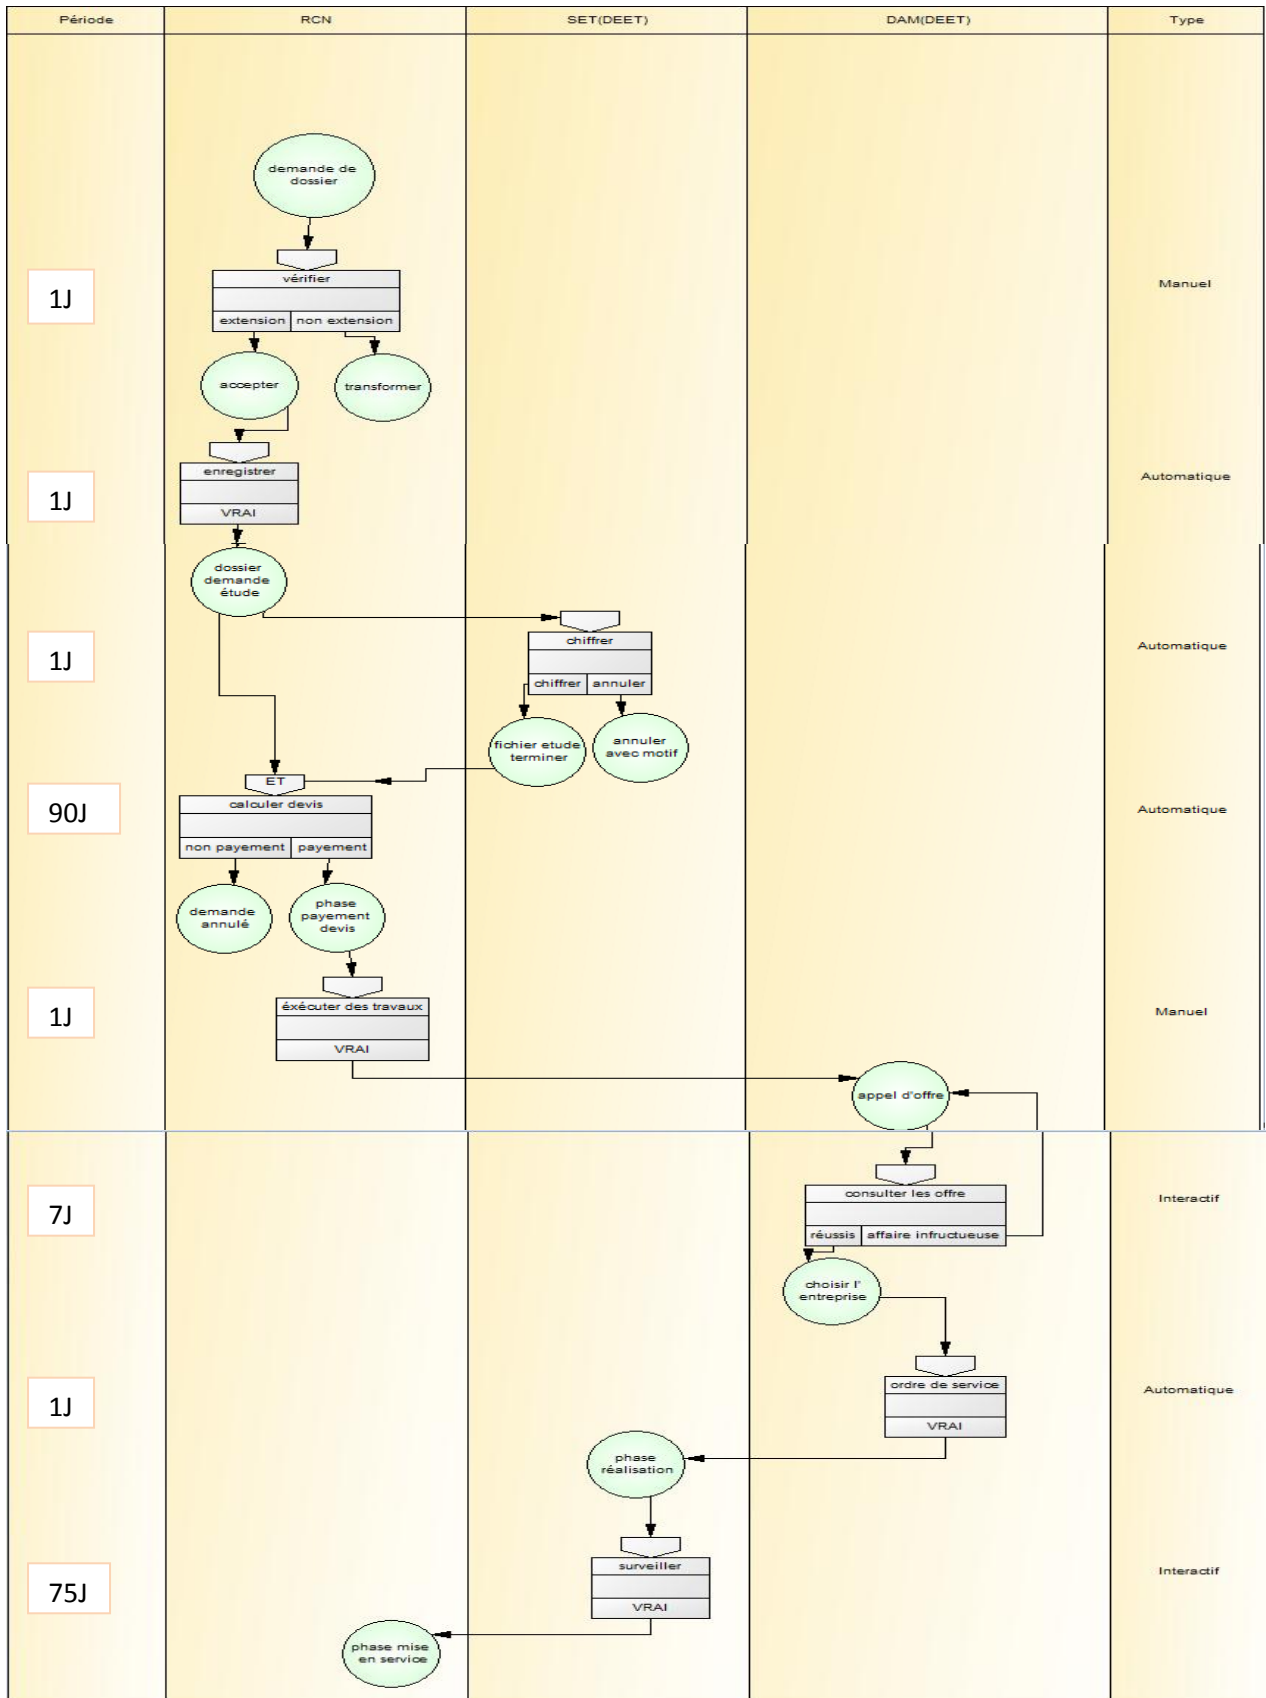 Période
RCN
SET(DEET)
DAM(DEET)
Type
demande de
dossier
1J
vérifier
Manuel
extension
non extension
accepter
transformer
1J
enregistrer
Automatique
VRAI
dossier
demande
étude
1J
chiffrer
Automatique
chiffrer
annuler
fichier etude
terminer
annuler
avec motif
ET
90J
calculer devis
Automatique
non payement
payement
demande
annulé
phase
payement
devis
1J
éxécuter des travaux
Manuel
VRAI
appel d'offre
7J
consulter les offre
Interactif
réussis
affaire infructueuse
choisir l'
entreprise
1J
ordre de service
Automatique
VRAI
phase
réalisation
75J
surveiller
Interactif
VRAI
phase mise
en service